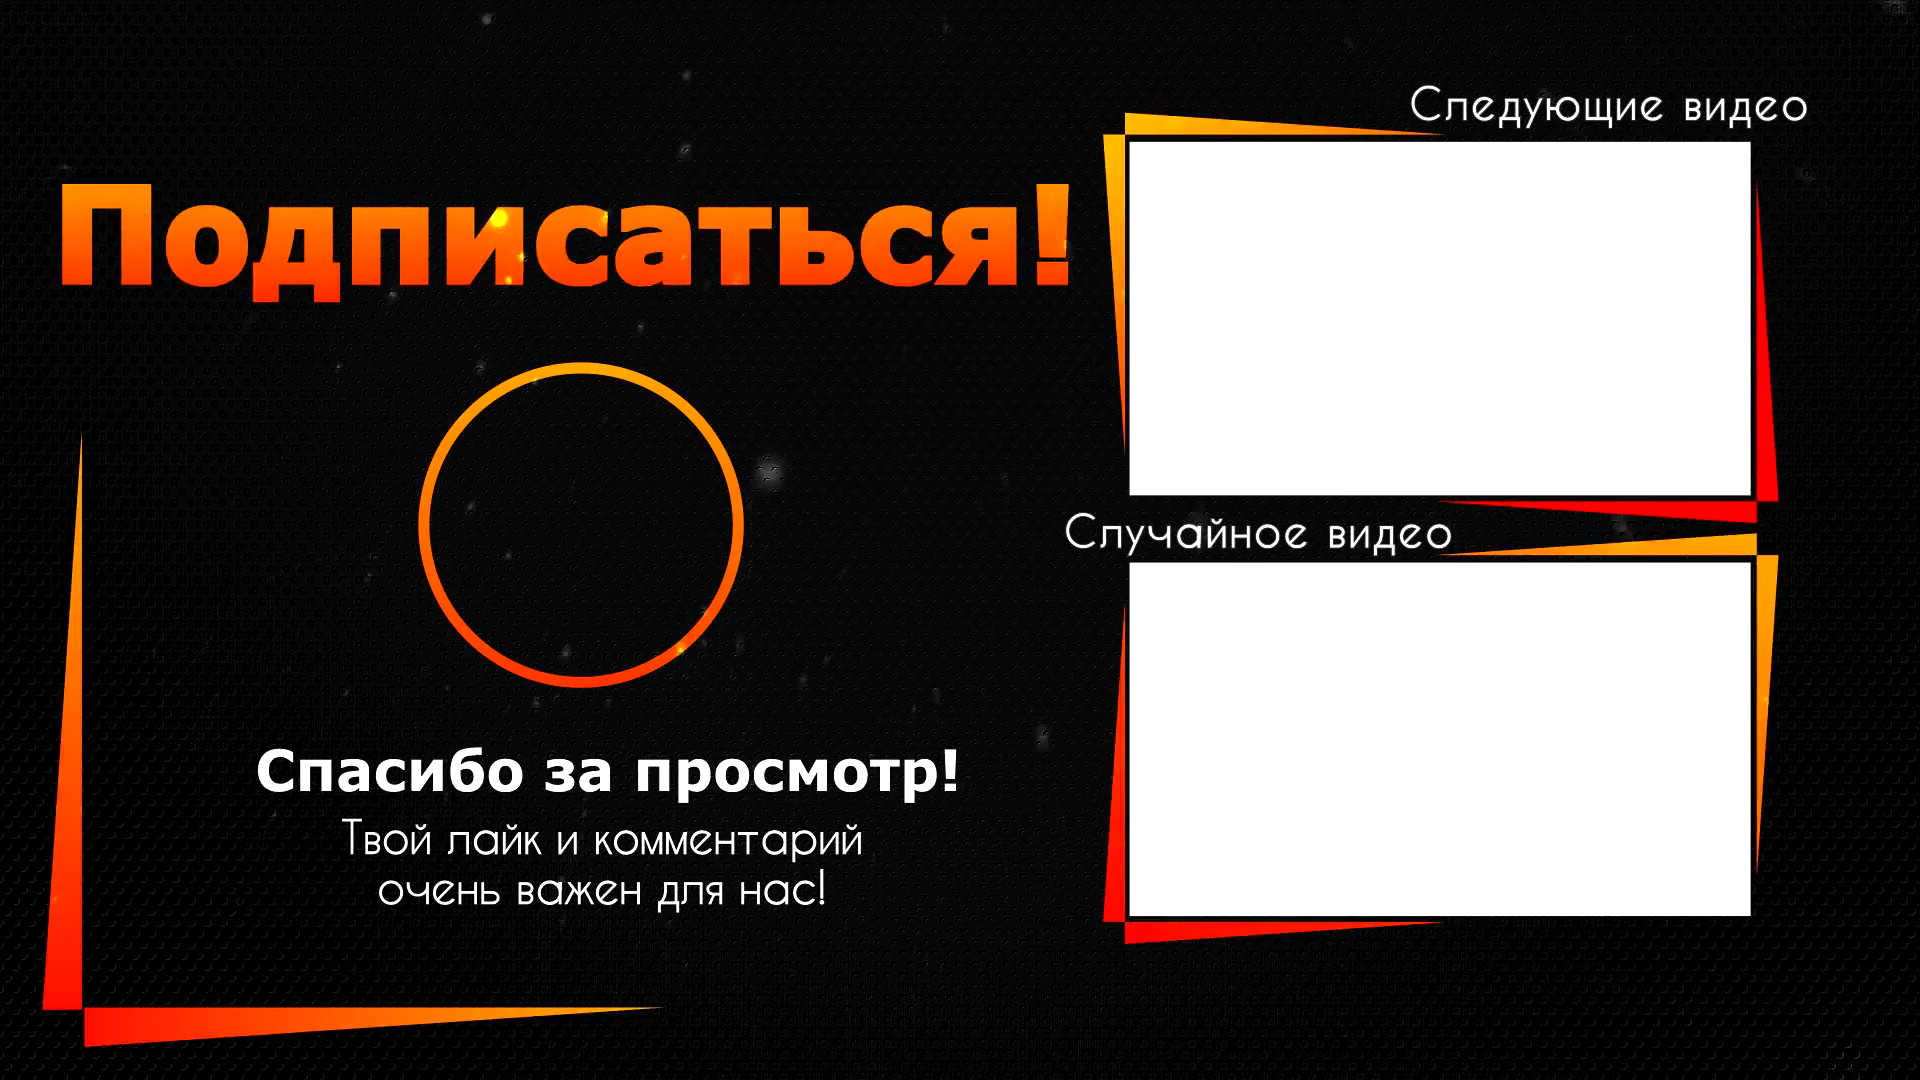 Подписаться!
Спасибо за просмотр!
Твой лайк и комментарий
очень важен для нас!
Следующие видео
Случайное видео